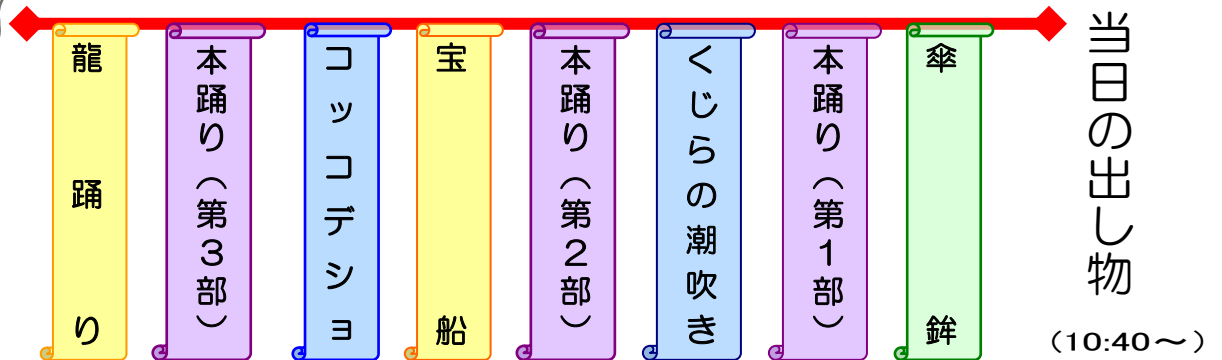 当日の出し物
（10:40～）
傘鉾
本踊り（第1部）
くじらの潮吹き
本踊り（第2部）
宝船
コッコデショ
本踊り（第3部）
龍踊り